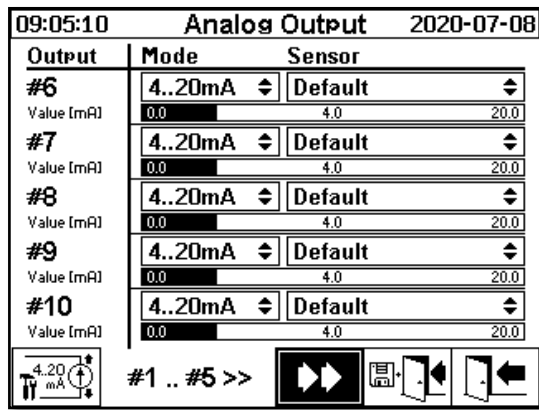 09:05:10 Analog Output 2020-07-08
Output Mode Sensor
#6 4..20mA Default
Value [mA] 0.0 4.0 20.0
#7 4..20mA Default
Value [mA] 0.0 4.0 20.0
#8 4..20mA Default
Value [mA] 0.0 4.0 20.0
#9 4..20mA Default
Value [mA] 0.0 4.0 20.0
#10 4..20mA Default
Value [mA] 0.0 4.0 20.0
4.20 mA #1 .. #5 >>